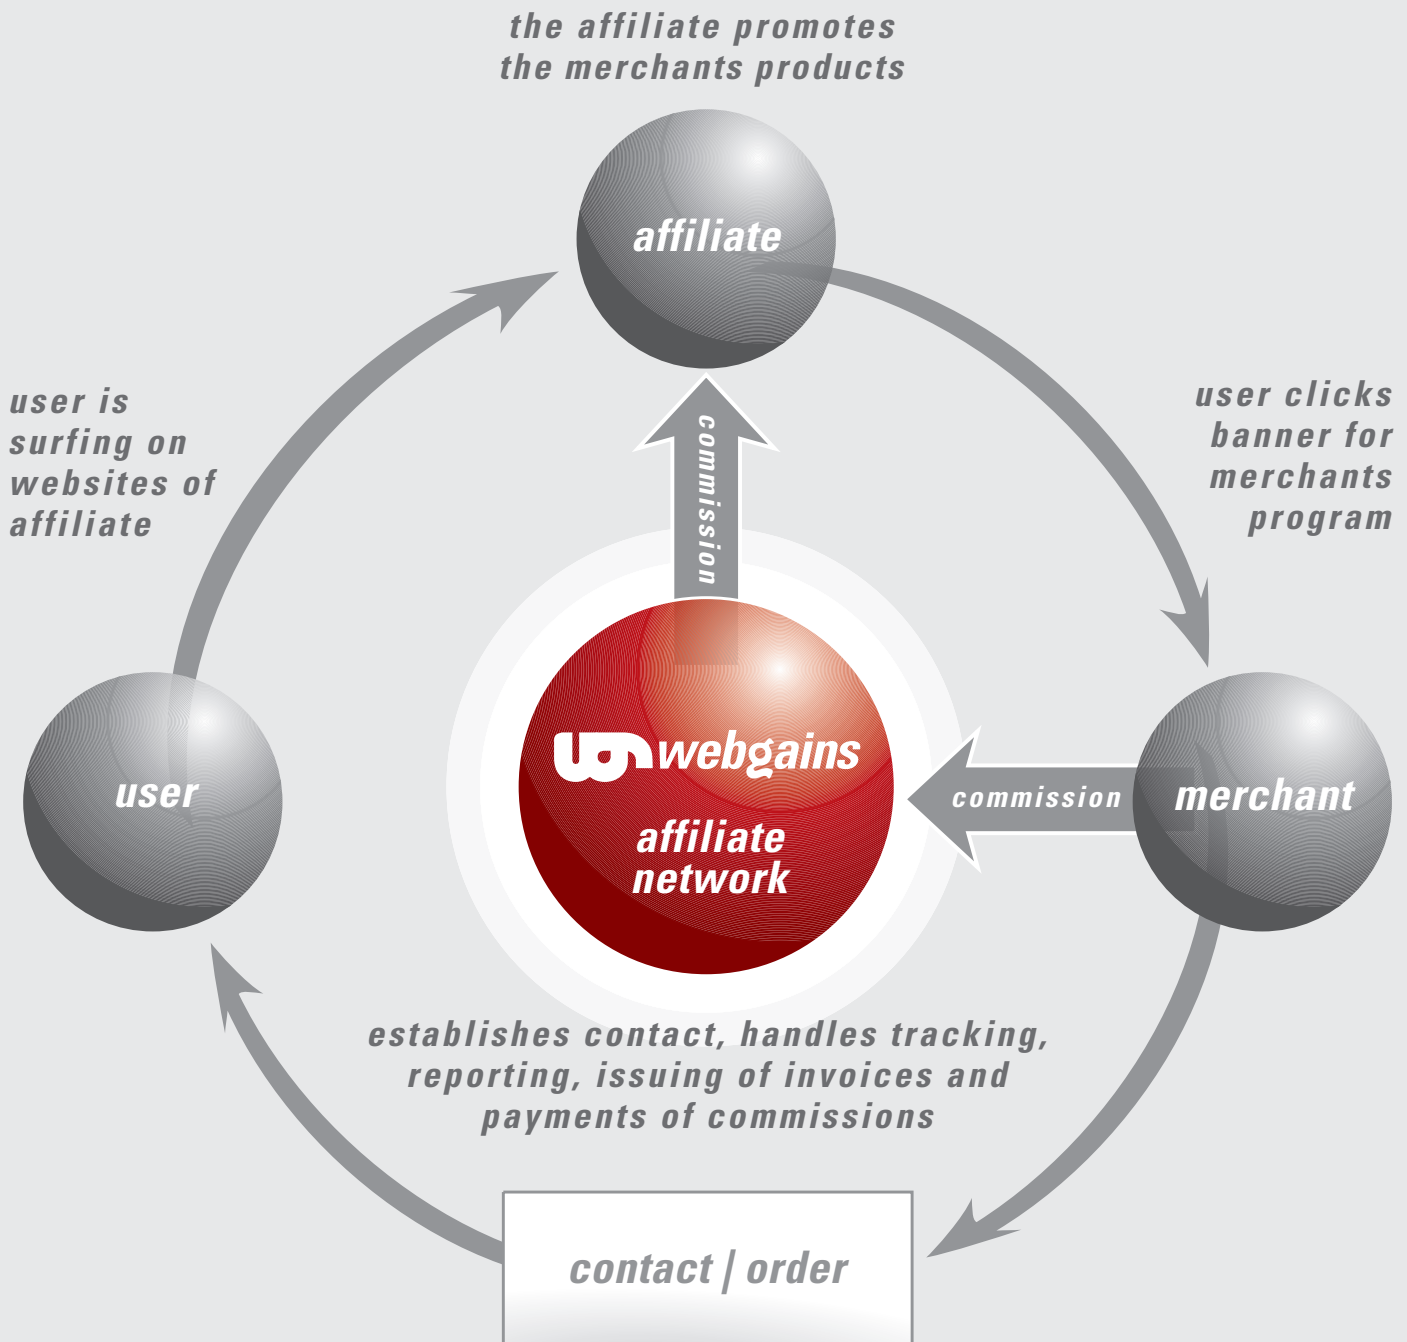 the affiliate promotes
the merchants products
affiliate
user is
surfing on
websites of
affiliate
commission
user clicks
banner for
merchants
program
user
wg webgains
affiliate
network
commission
merchant
establishes contact, handles tracking,
reporting, issuing of invoices and
payments of commissions
contact | order